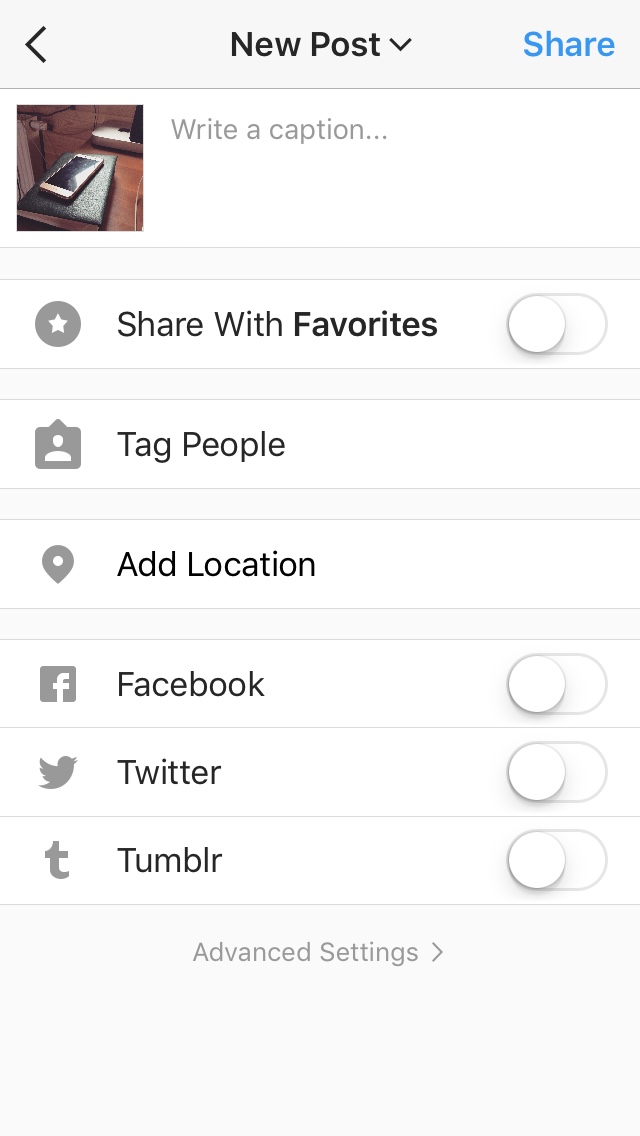 New Post
Share
Write a caption...
Share With Favorites
Tag People
Add Location
Facebook
Twitter
Tumblr
Advanced Settings